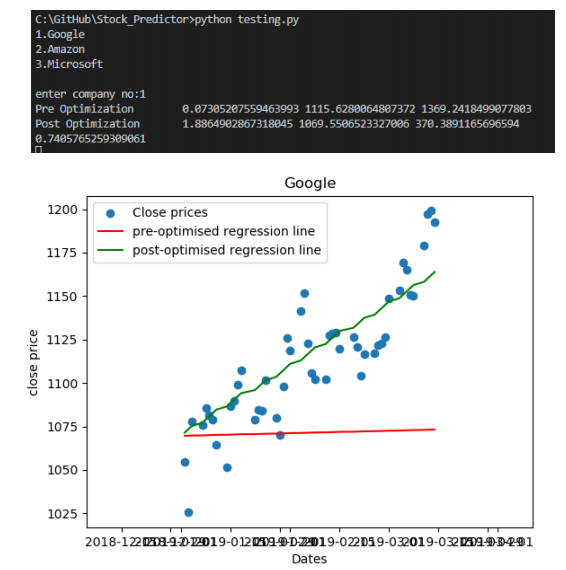 C:\GitHub\Stock_Predictor>python testing.py
1.Google
2.Amazon
3.Microsoft
enter company no:1
Pre Optimization 0.07305207559463993 1115.6280064807372 1369.2418499077803
Post Optimization 1.8864902867318045 1069.5506523327006 370.3891165696594
0.7405765259309061
Google
Close prices
pre-optimised regression line
post-optimised regression line
1200
1175
1150
1125
1100
1075
1050
1025
close price
Dates